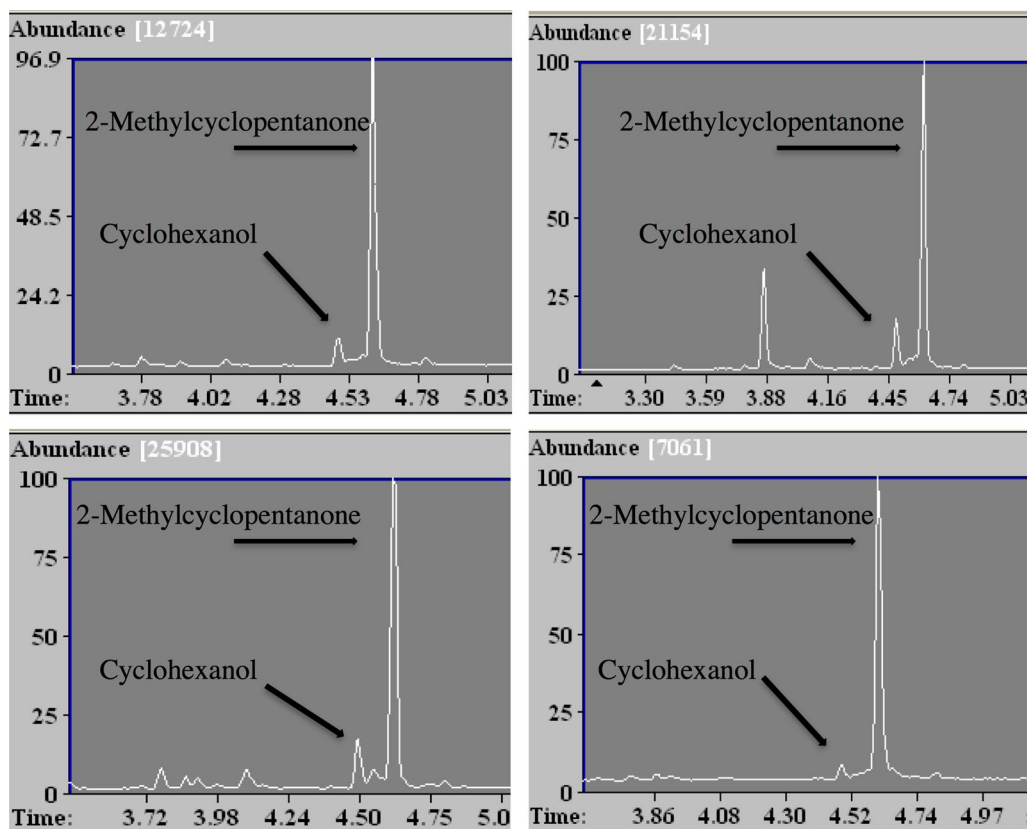 Abundance [12724]
96.9
2-Methylcyclopentanone
72.7
48.5
Cyclohexanol
24.2
0
Time: 3.78 4.02 4.28 4.53 4.78 5.03
Abundance [21154]
100
2-Methylcyclopentanone
75
50
Cyclohexanol
25
0
Time: 3.30 3.59 3.88 4.16 4.45 4.74 5.03
Abundance [25908]
100
2-Methylcyclopentanone
75
50
Cyclohexanol
25
0
Time: 3.72 3.98 4.24 4.50 4.75 5.0
Abundance [7061]
100
2-Methylcyclopentanone
75
50
Cyclohexanol
25
0
Time: 3.86 4.08 4.30 4.52 4.74 4.97